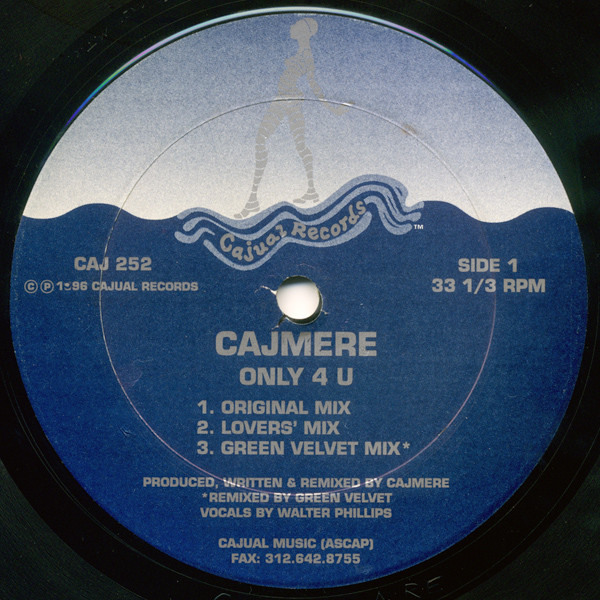 Cajual Records™
CAJ 252
SIDE 1
©℗ 1996 CAJUAL RECORDS
33 1/3 RPM
CAJMERE
ONLY 4 U
1. ORIGINAL MIX
2. LOVERS' MIX
3. GREEN VELVET MIX*
PRODUCED, WRITTEN & REMIXED BY CAJMERE
*REMIXED BY GREEN VELVET
VOCALS BY WALTER PHILLIPS
CAJUAL MUSIC (ASCAP)
FAX: 312.642.8755